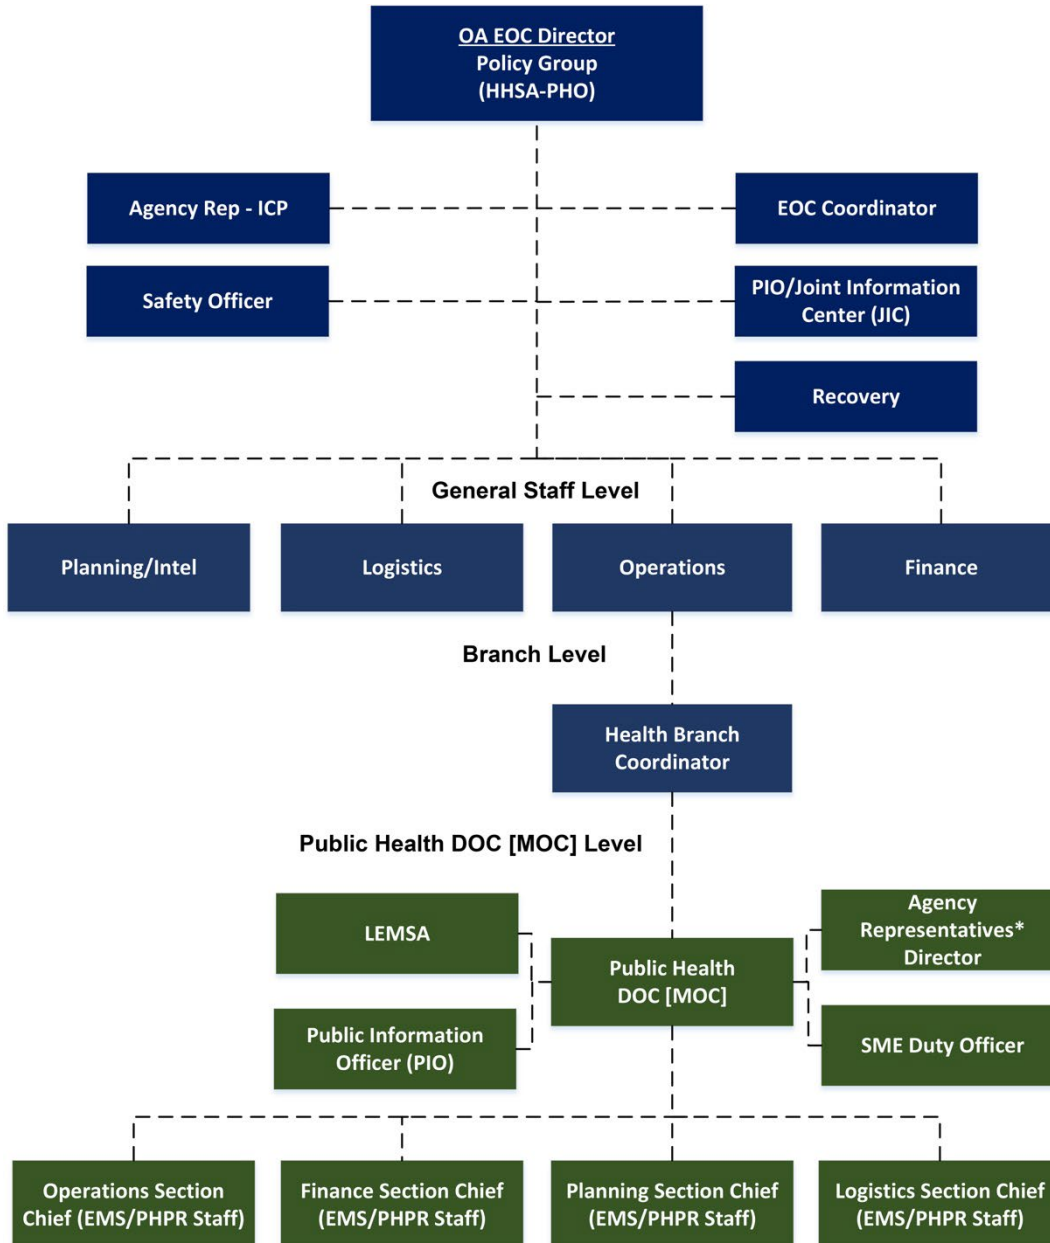 OA EOC Director
Policy Group
(HHSA-PHO)
Agency Rep - ICP
EOC Coordinator
Safety Officer
PIO/Joint Information
Center (JIC)
Recovery
General Staff Level
Planning/Intel
Logistics
Operations
Finance
Branch Level
Health Branch
Coordinator
Public Health DOC [MOC] Level
LEMSA
Agency
Representatives*
Director
Public Health
DOC [MOC]
Public Information
Officer (PIO)
SME Duty Officer
Operations Section
Chief (EMS/PHPR Staff)
Finance Section Chief
(EMS/PHPR Staff)
Planning Section Chief
(EMS/PHPR Staff)
Logistics Section Chief
(EMS/PHPR Staff)